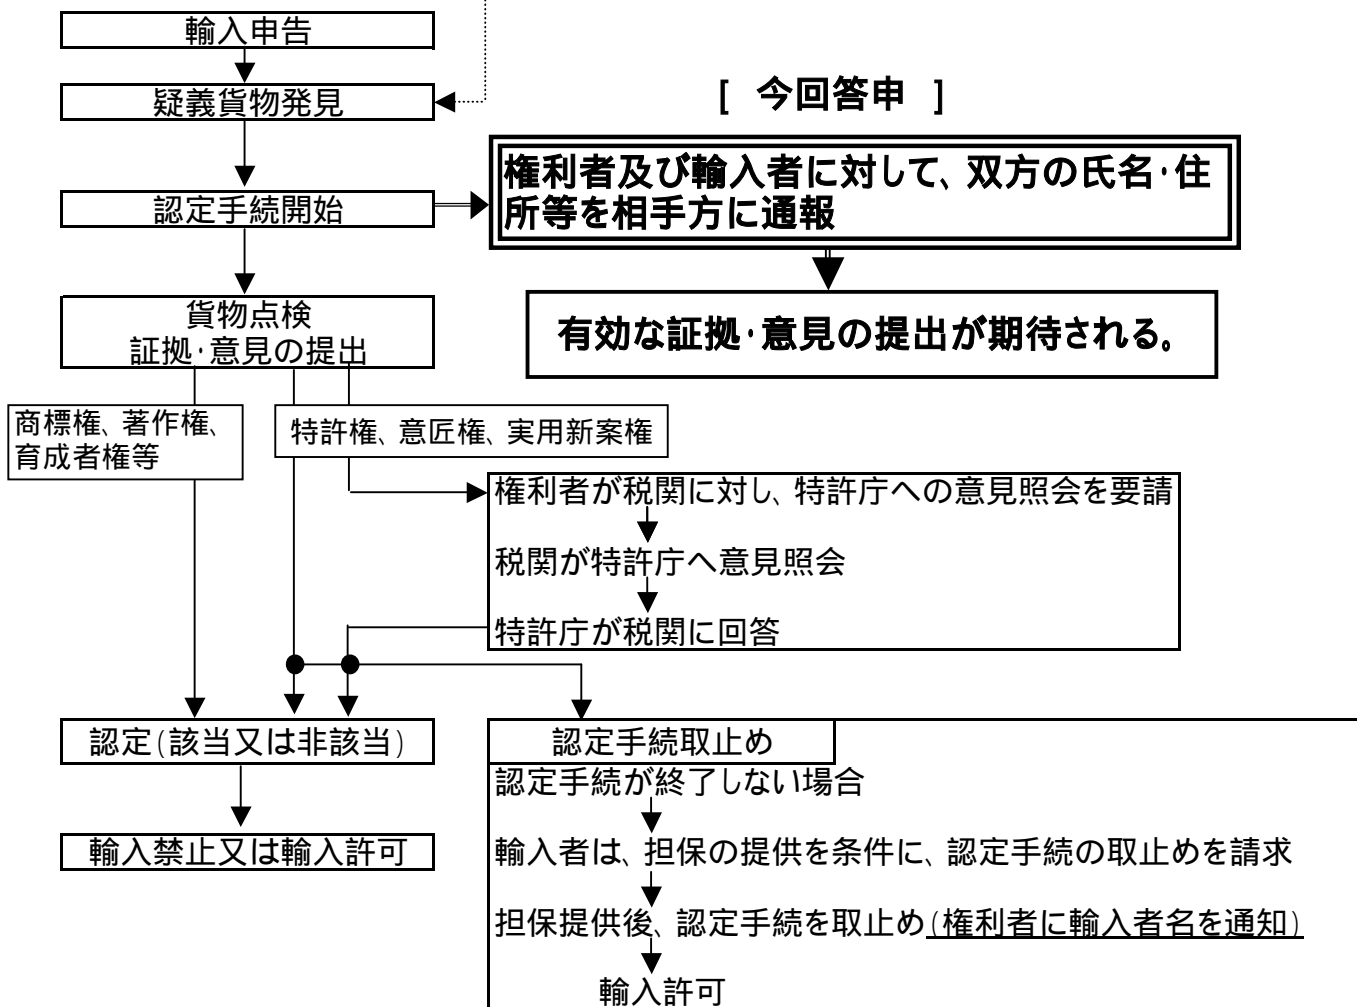 輸入申告
疑義貨物発見
[ 今回答申 ]
権利者及び輸入者に対して、双方の氏名・住
所等を相手方に通報
認定手続開始
有効な証拠・意見の提出が期待される。
貨物点検
証拠・意見の提出
商標権、著作権、
育成者権等
特許権、意匠権、実用新案権
権利者が税関に対し、特許庁への意見照会を要請
税関が特許庁へ意見照会
特許庁が税関に回答
認定(該当又は非該当)
輸入禁止又は輸入許可
認定手続取止め
認定手続が終了しない場合
輸入者は、担保の提供を条件に、認定手続の取止めを請求
担保提供後、認定手続を取止め(権利者に輸入者名を通知)
輸入許可